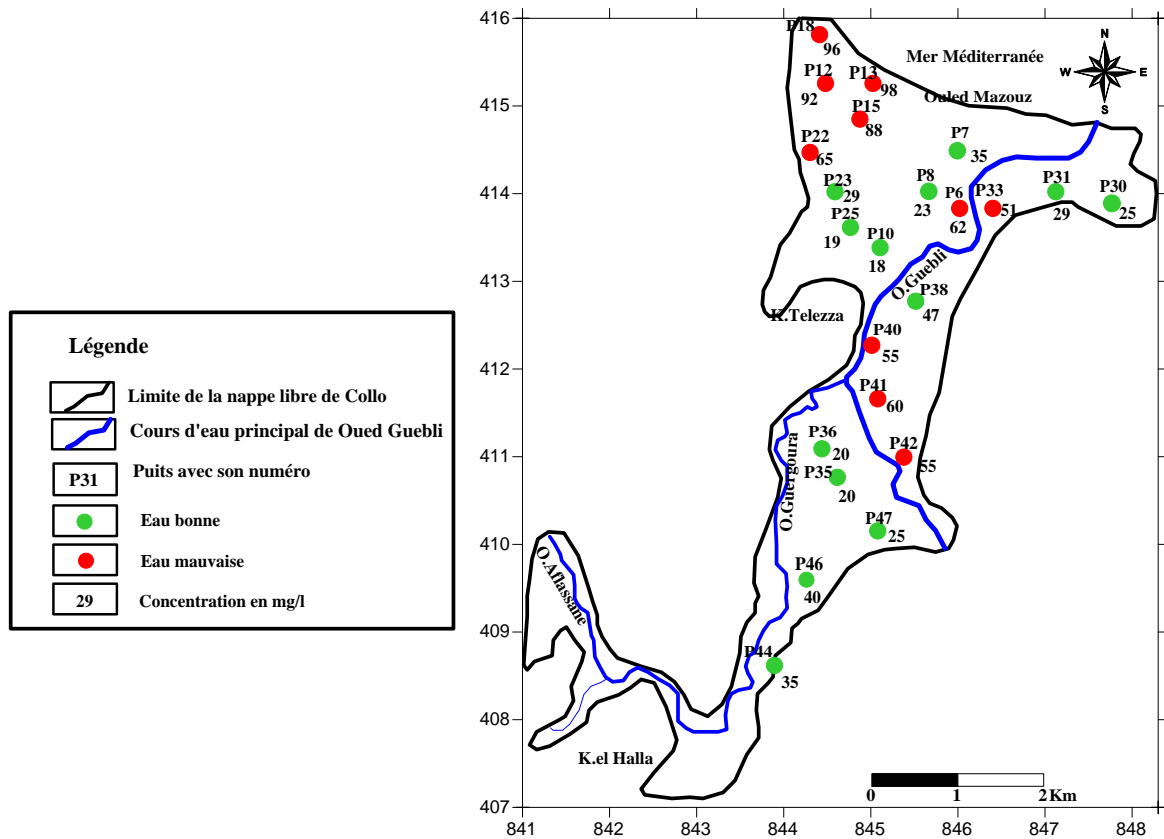 416
415
414
413
412
411
410
409
408
407
841
842
843
844
845
846
847
848
Mer Méditerranée
Ouled Mazouz
N
W
E
S
P18
96
P12
92
P13
98
P15
88
P22
65
P7
35
P23
29
P8
23
P6
62
P33
51
P31
29
P30
25
P25
19
P10
18
O.Guebli
P38
47
K.Telezza
P40
55
P41
60
P42
55
P36
20
P35
20
O.Guergoura
P47
25
P46
40
O.Aflassane
P44
35
K.el Halla
0
1
2 Km
Légende
Limite de la nappe libre de Collo
Cours d'eau principal de Oued Guebli
P31
Puits avec son numéro
Eau bonne
Eau mauvaise
29
Concentration en mg/l